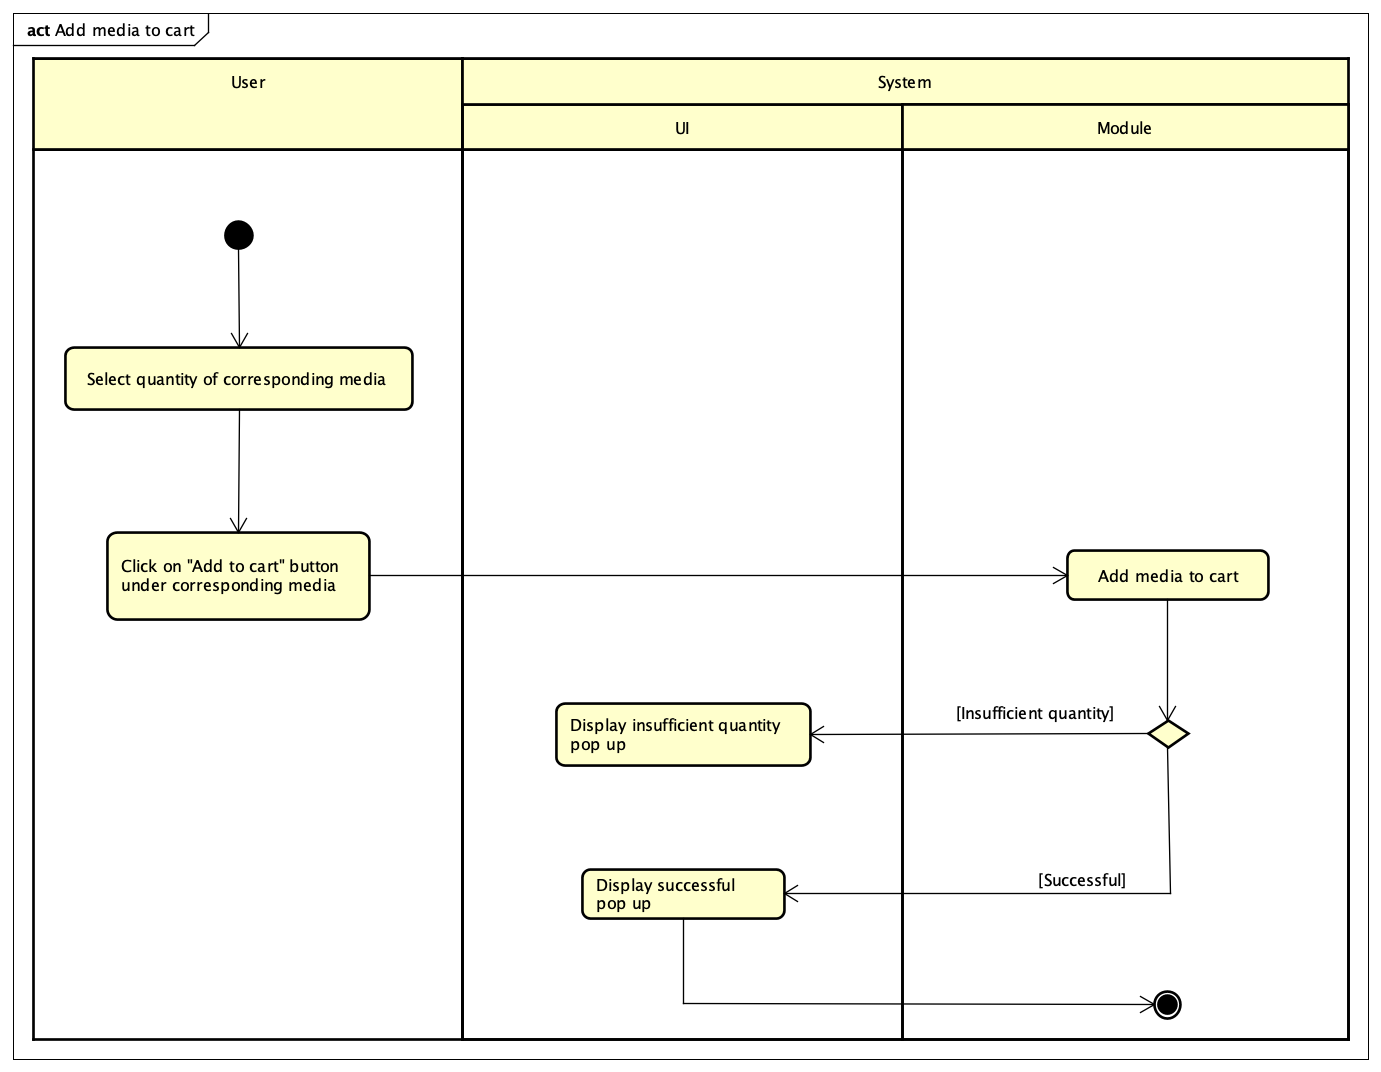 act Add media to cart
User
System
UI
Module
Select quantity of corresponding media
Click on "Add to cart" button
under corresponding media
Add media to cart
[Insufficient quantity]
Display insufficient quantity
pop up
[Successful]
Display successful
pop up